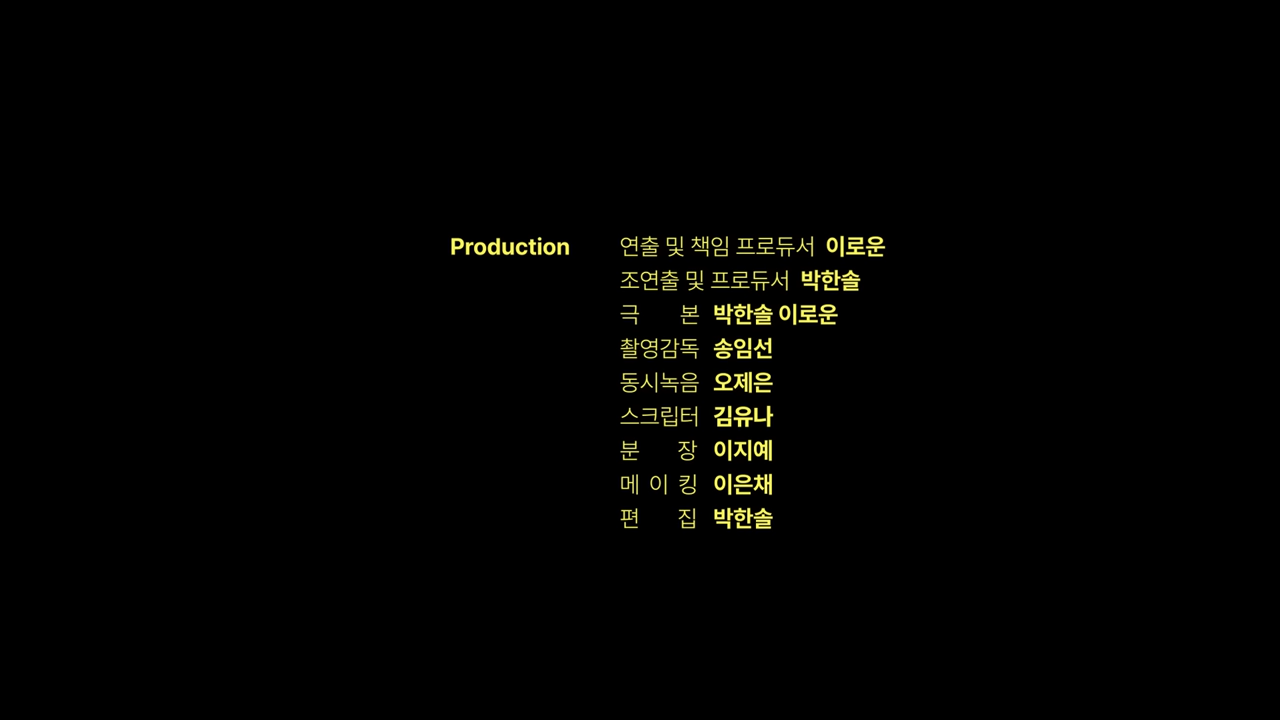 Production 연출 및 책임 프로듀서 이로운
조연출 및 프로듀서 박한솔
극 본 박한솔 이로운
촬영감독 송임선
동시녹음 오제은
스크립터 김유나
분 장 이지예
메 이 킹 이은채
편 집 박한솔